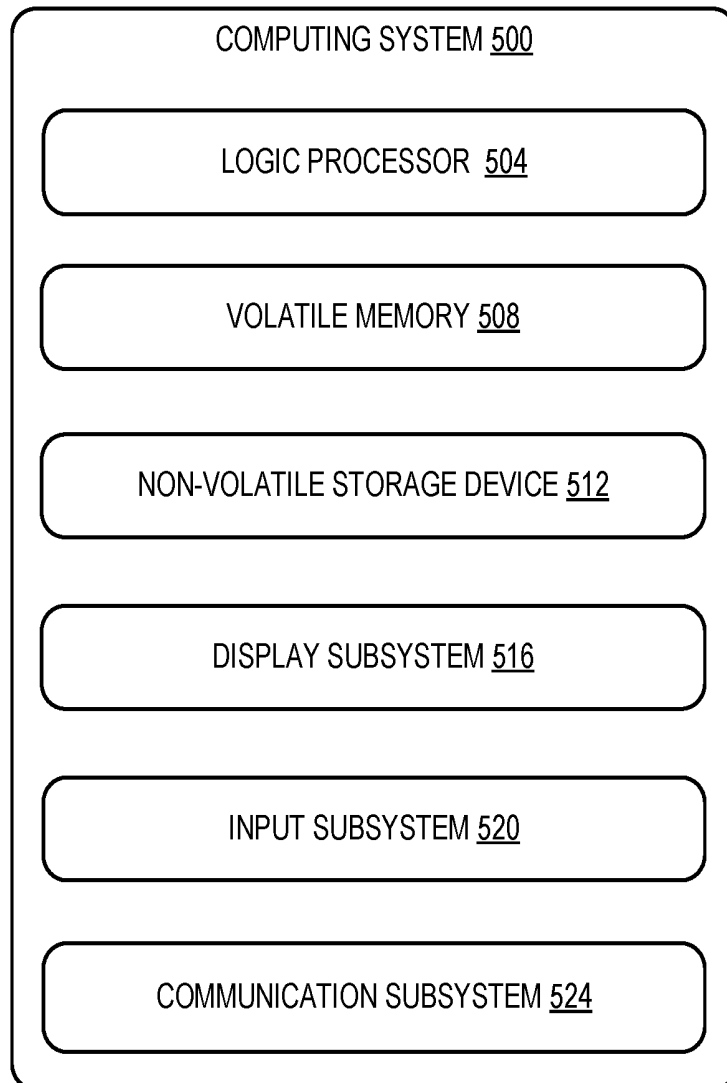 COMPUTING SYSTEM 500
LOGIC PROCESSOR 504
VOLATILE MEMORY 508
NON-VOLATILE STORAGE DEVICE 512
DISPLAY SUBSYSTEM 516
INPUT SUBSYSTEM 520
COMMUNICATION SUBSYSTEM 524